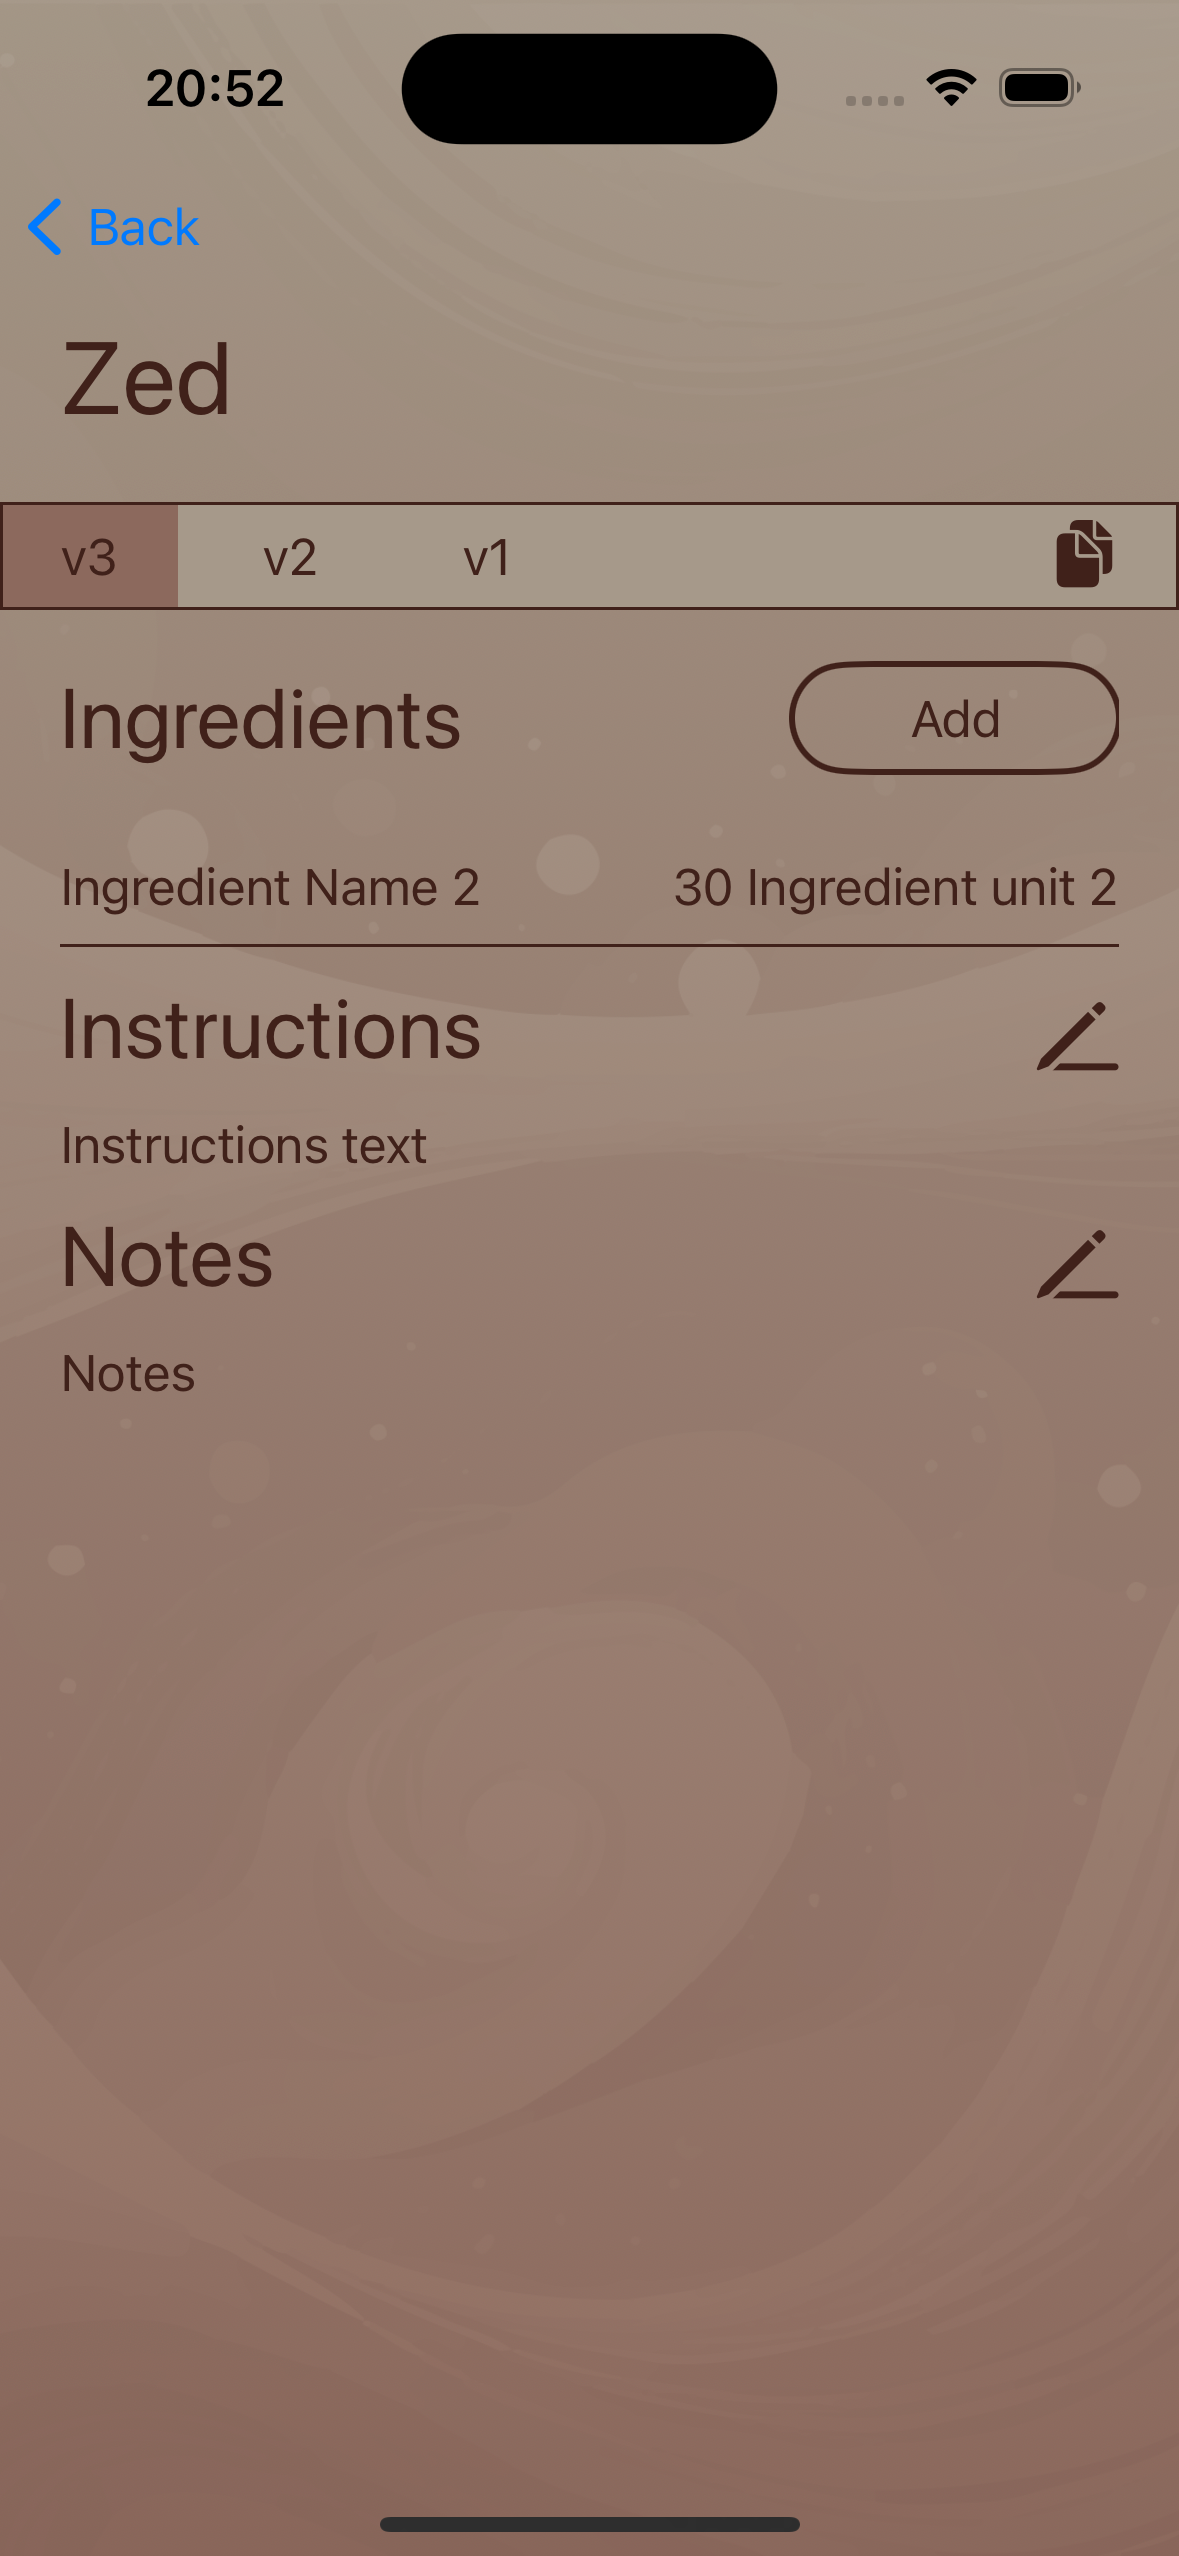 20:52
Back
Zed
v3 v2 v1
Ingredients Add
Ingredient Name 2 30 Ingredient unit 2
Instructions
Instructions text
Notes
Notes